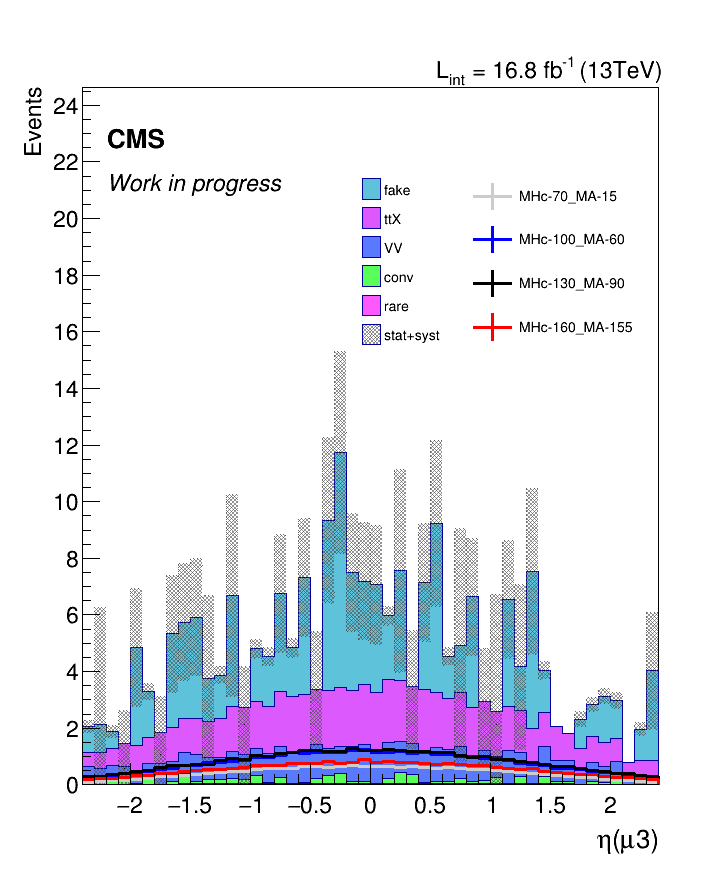 L_int = 16.8 fb^-1 (13TeV)
Events
24
22
20
18
16
14
12
10
8
6
4
2
0
CMS
Work in progress
fake
ttX
VV
conv
rare
stat+syst
MHc-70_MA-15
MHc-100_MA-60
MHc-130_MA-90
MHc-160_MA-155
−2 −1.5 −1 −0.5 0 0.5 1 1.5 2
η(μ3)